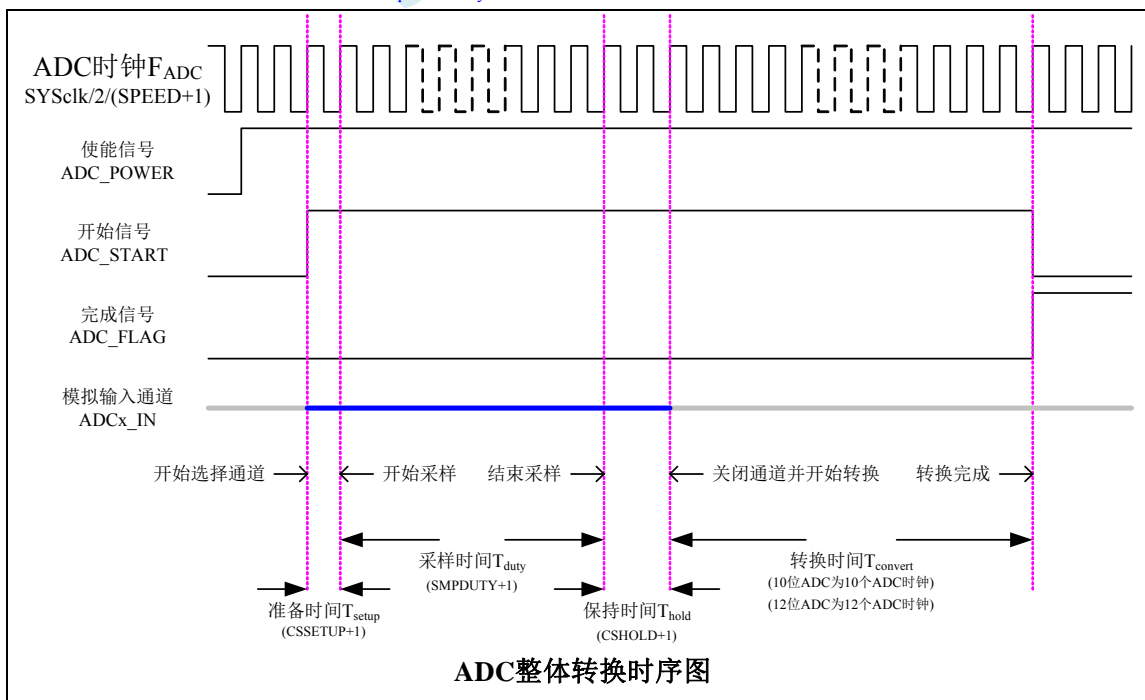 ADC时钟FADC
SYSclk/2/(SPEED+1)
使能信号
ADC_POWER
开始信号
ADC_START
完成信号
ADC_FLAG
模拟输入通道
ADCx_IN
开始选择通道
开始采样
结束采样
关闭通道并开始转换
转换完成
采样时间Tduty
(SMPDUTY+1)
转换时间Tconvert
(10位ADC为10个ADC时钟)
(12位ADC为12个ADC时钟)
准备时间Tsetup
(CSSETUP+1)
保持时间Thold
(CSHOLD+1)
ADC整体转换时序图